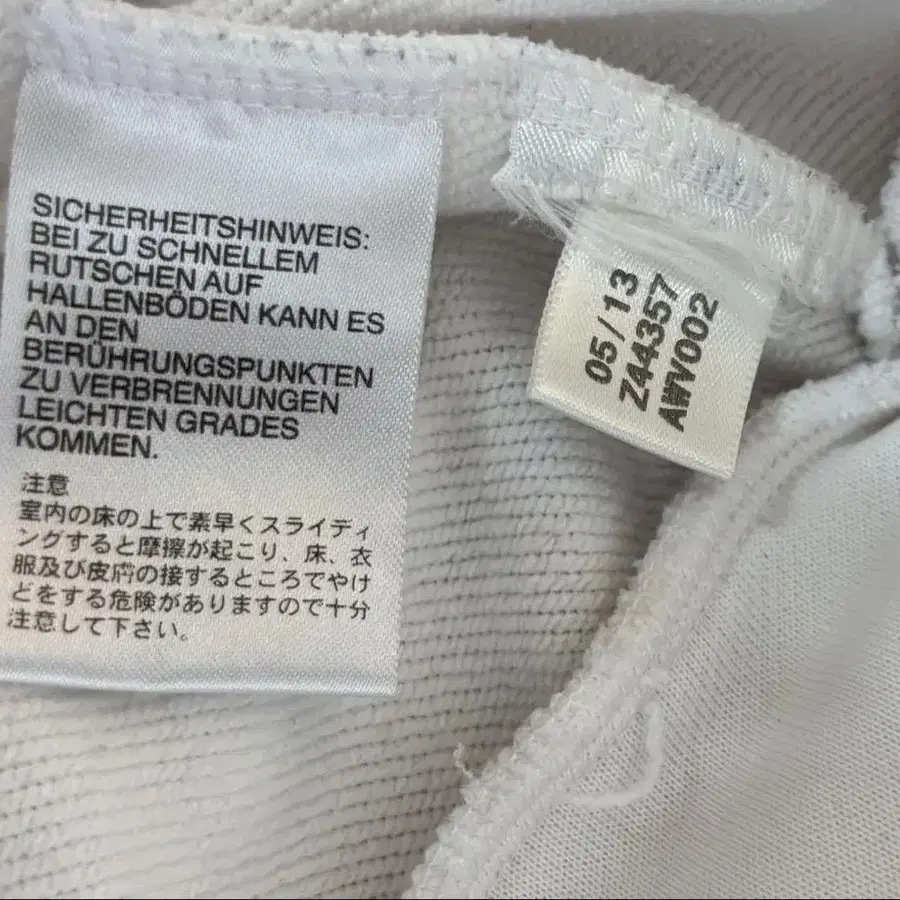 SICHERHEITSHINWEIS:
BEI ZU SCHNELLEM
RUTSCHEN AUF
HALLENBÖDEN KANN ES
AN DEN
BERÜHRUNGSPUNKTEN
ZU VERBRENNUNGEN
LEICHTEN GRADES
KOMMEN.
注意
室内の床の上で素早くスライディ
ングすると摩擦が起こり、床、衣
服及び皮膚の接するところでやけ
どをする危険がありますので十分
注意して下さい。
05/13
Z44357
AWV002